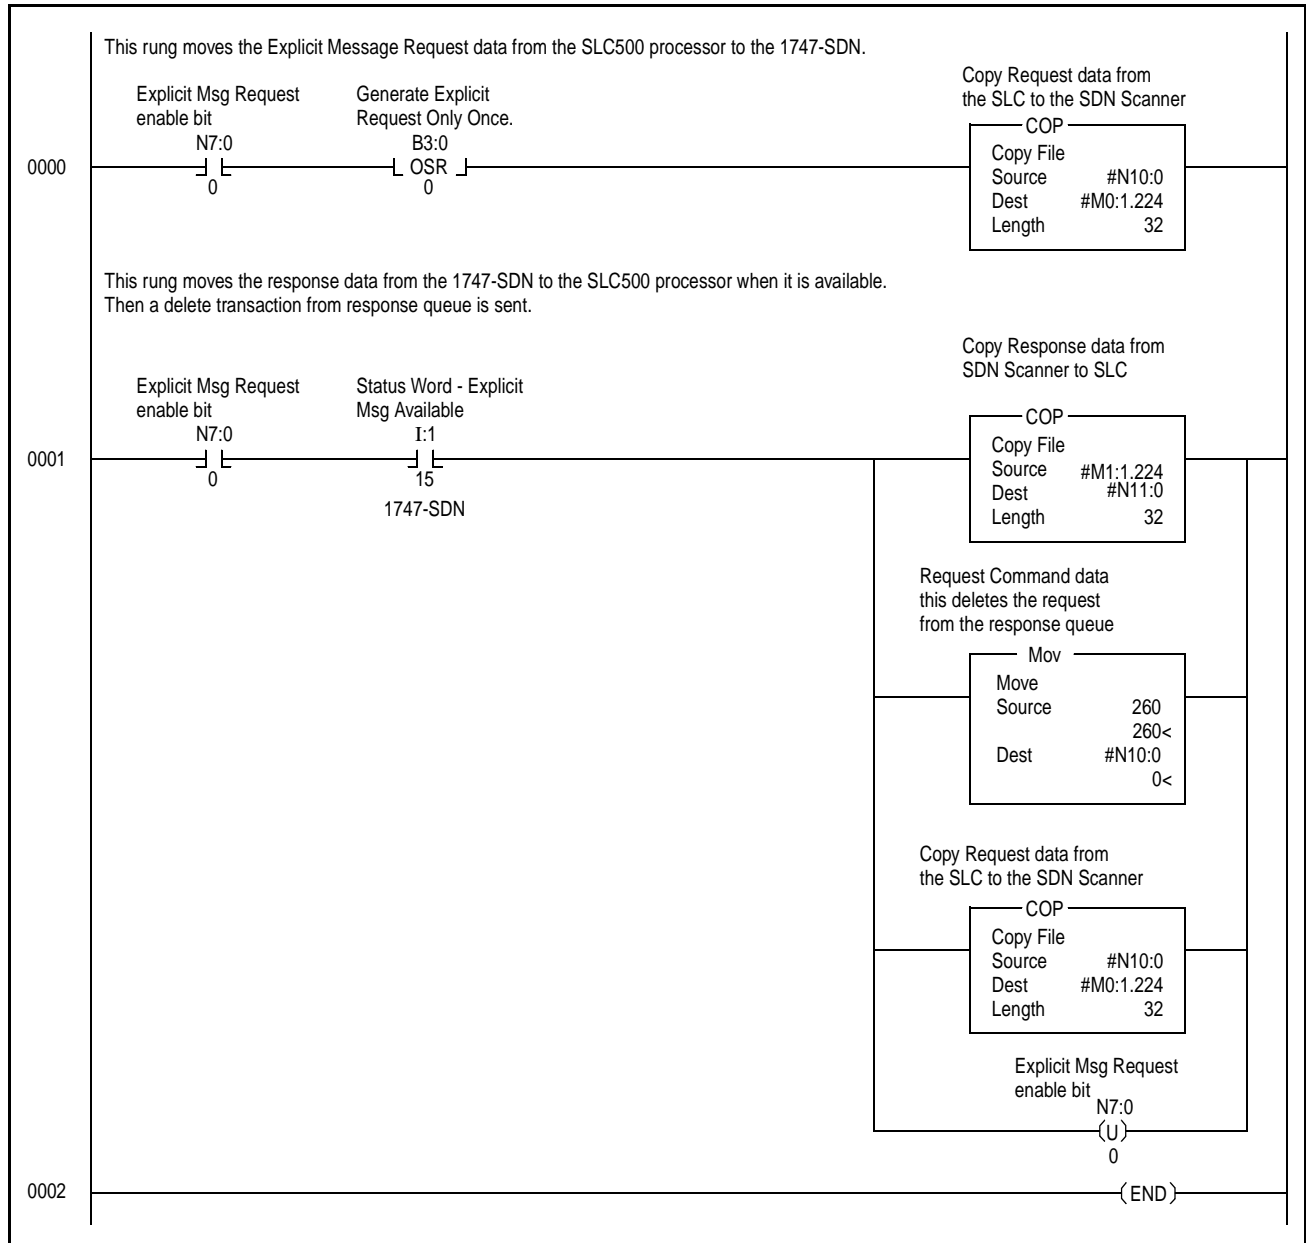 This rung moves the Explicit Message Request data from the SLC500 processor to the 1747-SDN.
Explicit Msg Request
enable bit
N7:0
0
Generate Explicit
Request Only Once.
B3:0
OSR
0
Copy Request data from
the SLC to the SDN Scanner
COP
Copy File
Source #N10:0
Dest #M0:1.224
Length 32
0000
This rung moves the response data from the 1747-SDN to the SLC500 processor when it is available.
Then a delete transaction from response queue is sent.
Explicit Msg Request
enable bit
N7:0
0
Status Word - Explicit
Msg Available
I:1
15
1747-SDN
Copy Response data from
SDN Scanner to SLC
COP
Copy File
Source #M1:1.224
Dest #N11:0
Length 32
0001
Request Command data
this deletes the request
from the response queue
Mov
Move
Source 260
260<
Dest #N10:0
0<
Copy Request data from
the SLC to the SDN Scanner
COP
Copy File
Source #N10:0
Dest #M0:1.224
Length 32
Explicit Msg Request
enable bit
N7:0
(U)
0
0002
(END)